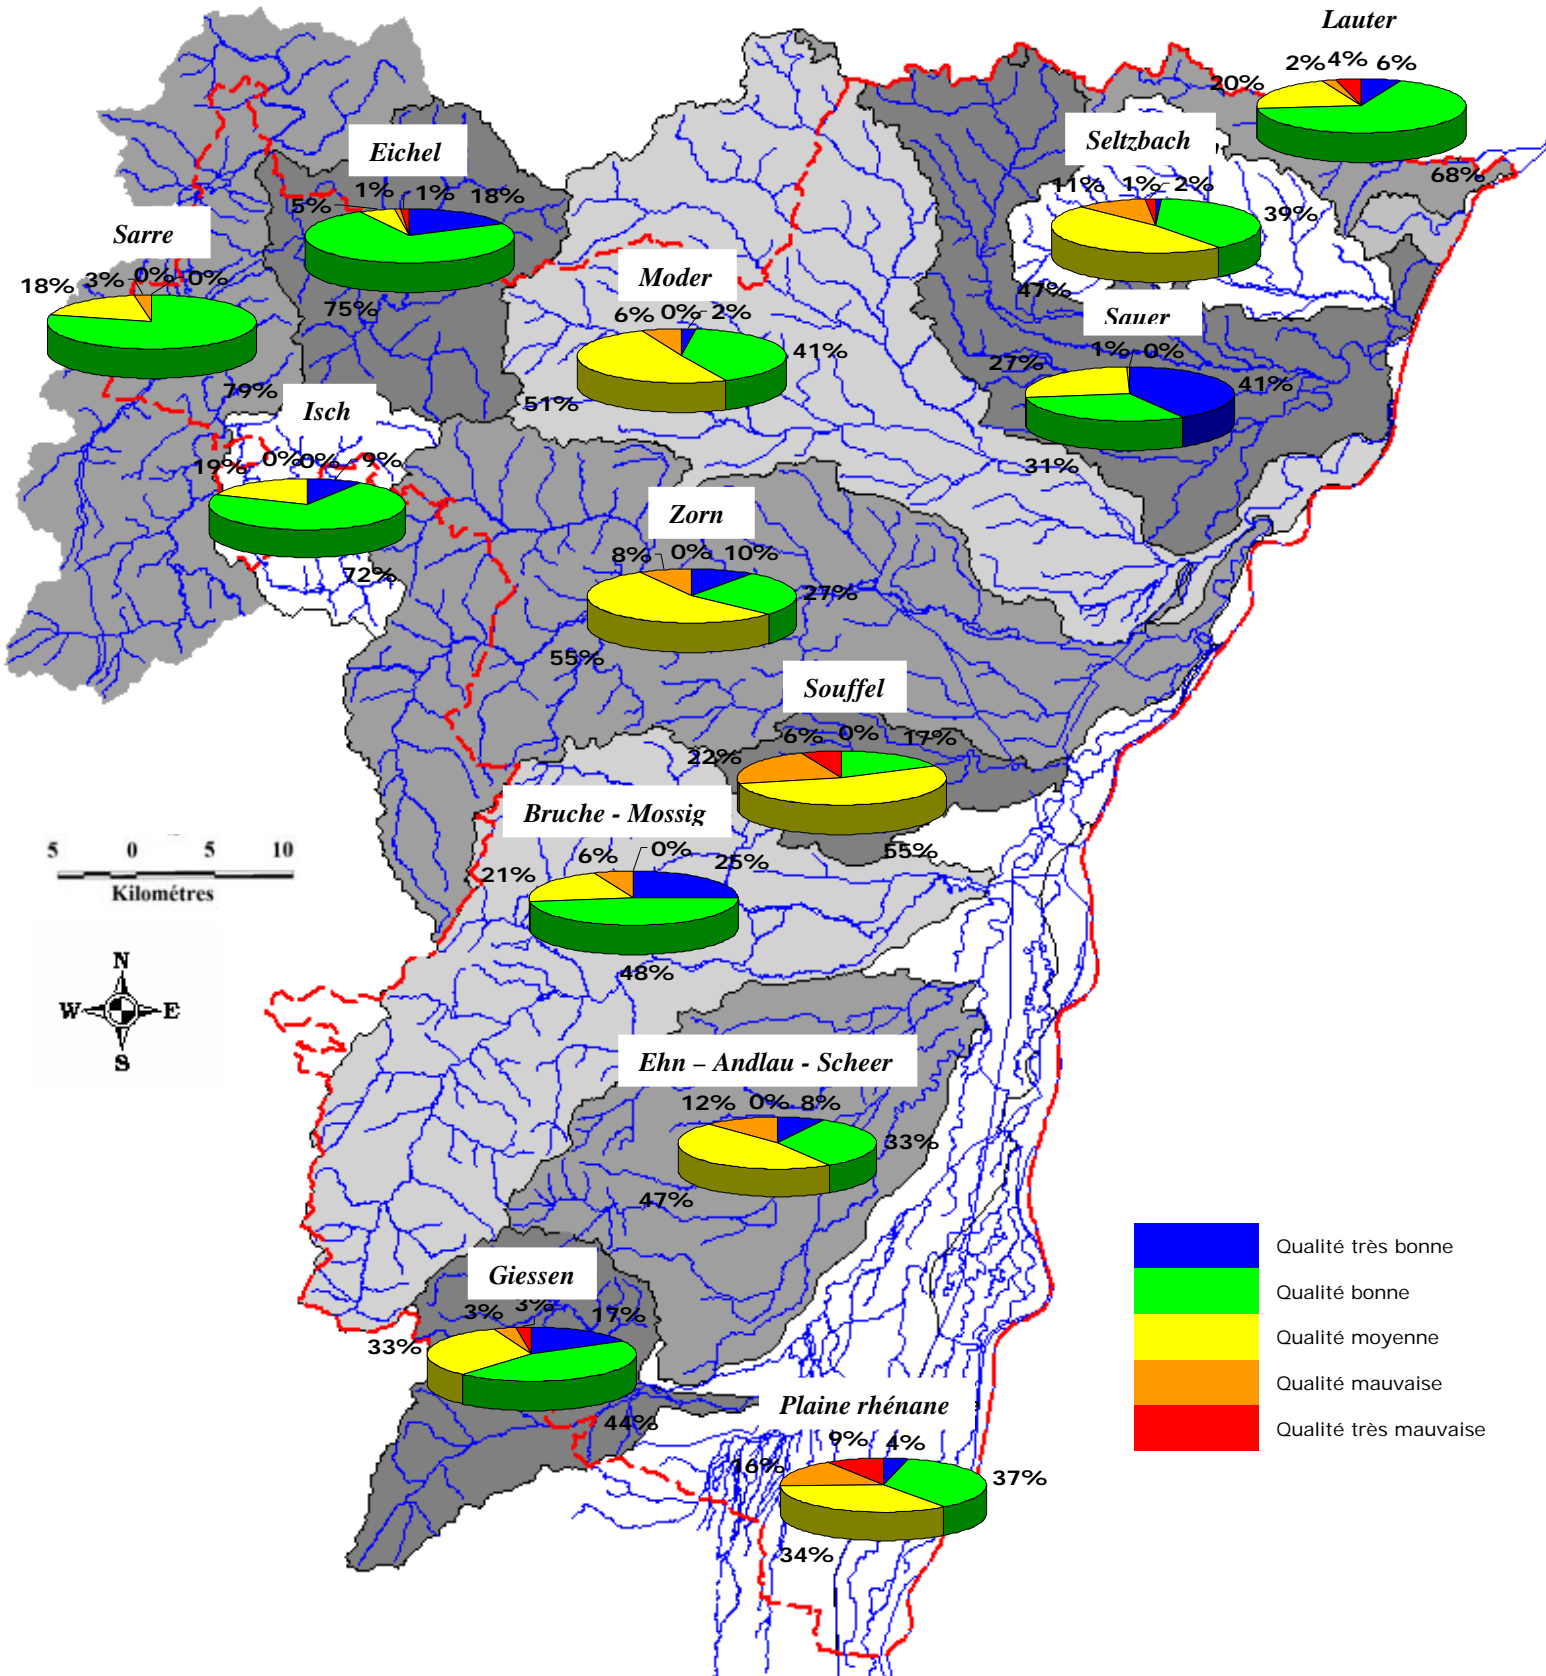 Lauter
2% 4% 6%
20%
68%
Seltzbach
11% 1% 2%
39%
47%
Eichel
1% 1% 18%
5%
75%
Sarre
18% 3% 0% 0%
79%
Moder
6% 0% 2%
41%
51%
Sauer
27% 1% 0%
41%
31%
Isch
19% 0% 0% 9%
72%
Zorn
8% 0% 10%
27%
55%
Souffel
22% 6% 0% 17%
55%
Bruche - Mossig
21% 6% 0% 25%
48%
5 0 5 10
Kilométres
N
W E
S
Ehn – Andlau - Scheer
12% 0% 8%
33%
47%
Giessen
3% 3% 17%
33%
44%
Plaine rhénane
9% 4%
16% 37%
34%
Qualité très bonne
Qualité bonne
Qualité moyenne
Qualité mauvaise
Qualité très mauvaise